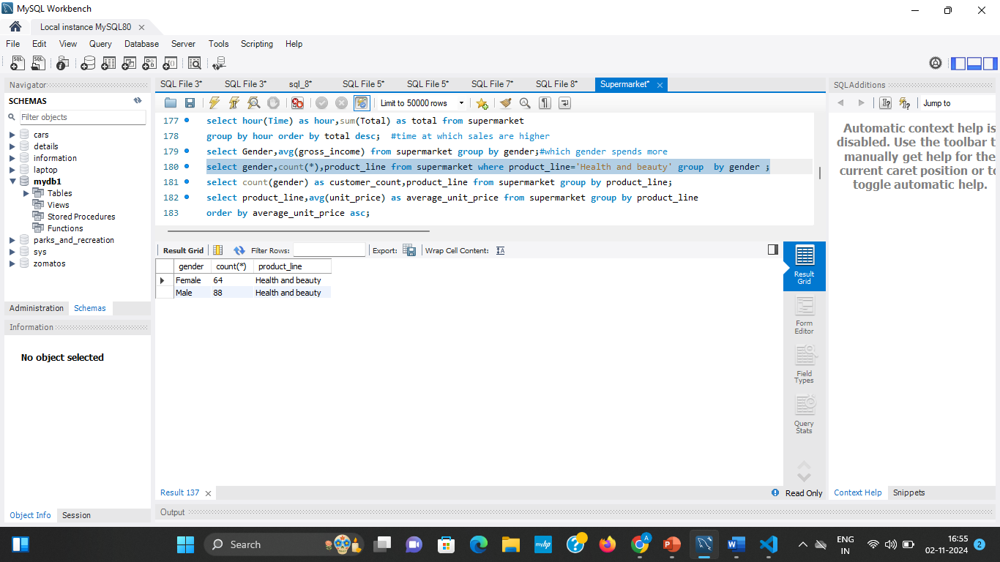 MySQL Workbench
Local instance MySQL80
File Edit View Query Database Server Tools Scripting Help
Navigator
SCHEMAS
Filter objects
cars
details
information
laptop
mydb1
Tables
Views
Stored Procedures
Functions
parks_and_recreation
sys
zomatos
Administration Schemas
Information
No object selected
Object Info Session
SQL File 3* SQL File 3* sql_8* SQL File 5* SQL File 5* SQL File 7* SQL File 8* Supermarket*
Limit to 50000 rows
177 select hour(Time) as hour,sum(Total) as total from supermarket
178 group by hour order by total desc; #time at which sales are higher
179 select Gender,avg(gross_income) from supermarket group by gender;#which gender spends more
180 select gender,count(*),product_line from supermarket where product_line='Health and beauty' group by gender ;
181 select count(gender) as customer_count,product_line from supermarket group by product_line;
182 select product_line,avg(unit_price) as average_unit_price from supermarket group by product_line
183 order by average_unit_price asc;
Result Grid Filter Rows: Export: Wrap Cell Content:
gender count(*) product_line
Female 64 Health and beauty
Male 88 Health and beauty
Result
Grid
Form
Editor
Field
Types
Query
Stats
Result 137
Read Only
Output
SQLAdditions
Jump to
Automatic context help is
disabled. Use the toolbar t
manually get help for the
current caret position or to
toggle automatic help.
Context Help Snippets
Search
ENG
IN
16:55
02-11-2024
2